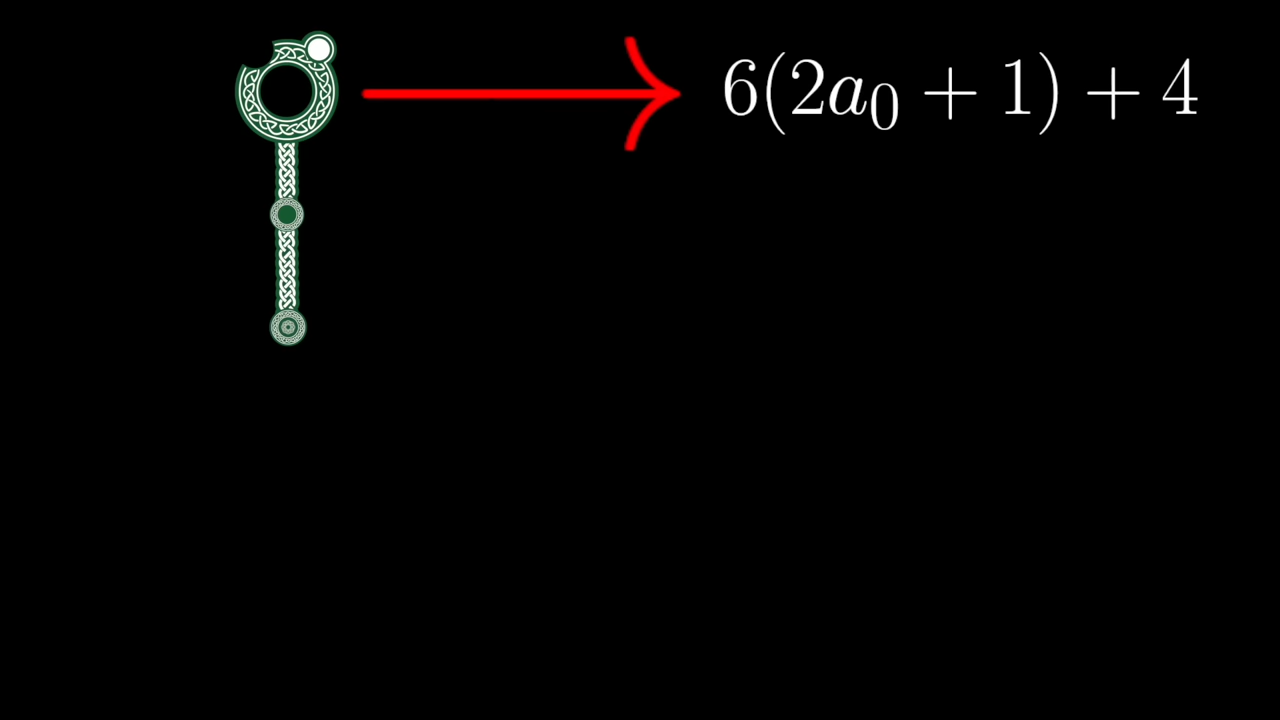 6(2a₀ + 1) + 4